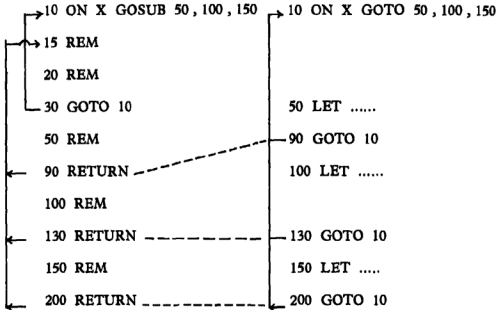 10 ON X GOSUB 50 , 100 , 150
15 REM
20 REM
30 GOTO 10
50 REM
90 RETURN
100 REM
130 RETURN
150 REM
200 RETURN
10 ON X GOTO 50 , 100 , 150
50 LET ......
90 GOTO 10
100 LET ......
130 GOTO 10
150 LET .....
200 GOTO 10